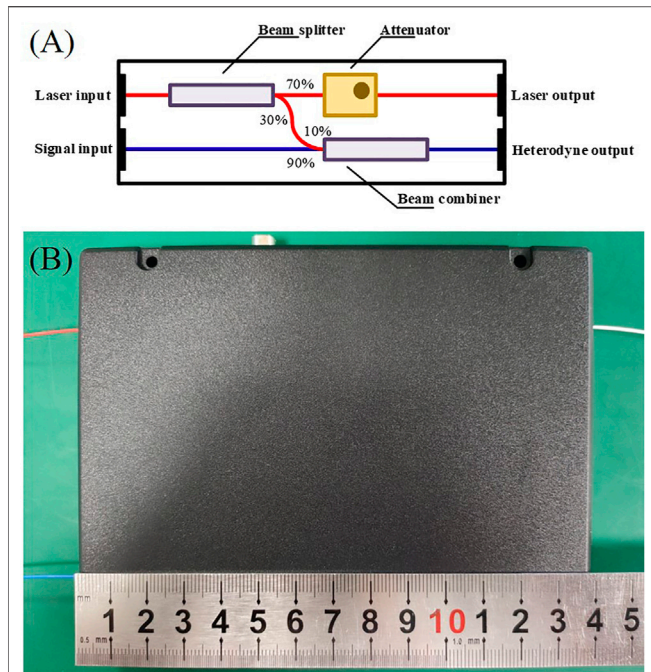 (A)
Beam splitter
Attenuator
Laser input
70%
Laser output
30%
10%
Signal input
90%
Heterodyne output
Beam combiner
(B)
mm
1 2 3 4 5 6 7 8 9 10 1 2 3 4 5
0.5 mm 1.0 mm